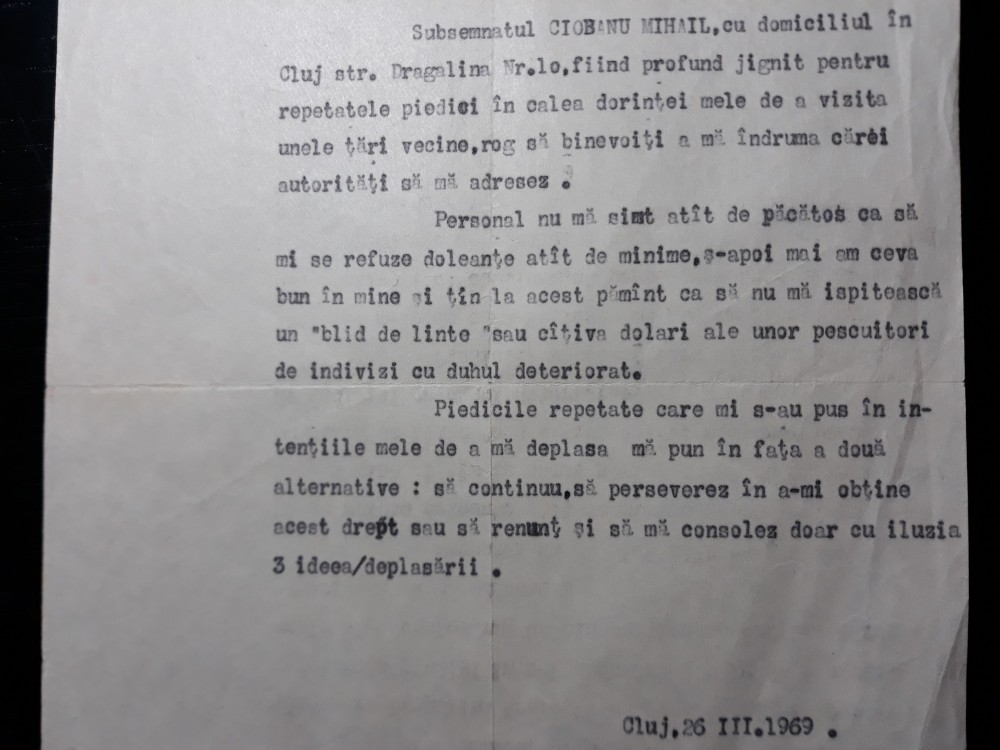 Subsemnatul CIOBANU MIHAIL,cu domiciliul în
Cluj str. Dragalina Nr.lo,fiind profund jignit pentru
repetatele piedici în calea dorinței mele de a vizita
unele țări vecine,rog să binevoiți a mă îndruma cărei
autorități să mă adresez .
Personal nu mă simt atît de păcătos ca să
mi se refuze doleanțe atît de minime,ș-apoi mai am ceva
bun în mine și țin la acest pămînt ca să nu mă ispitească
un "blid de linte "sau cîțiva dolari ale unor pescuitori
de indivizi cu duhul deteriorat.
Piedicile repetate care mi s-au pus în in-
tențiile mele de a mă deplasa mă pun în fața a două
alternative : să continuu,să perseverez în a-mi obține
acest drept sau să renunț și să mă consolez doar cu iluzia
3 ideea/deplasării .
Cluj,26 III.1969 .